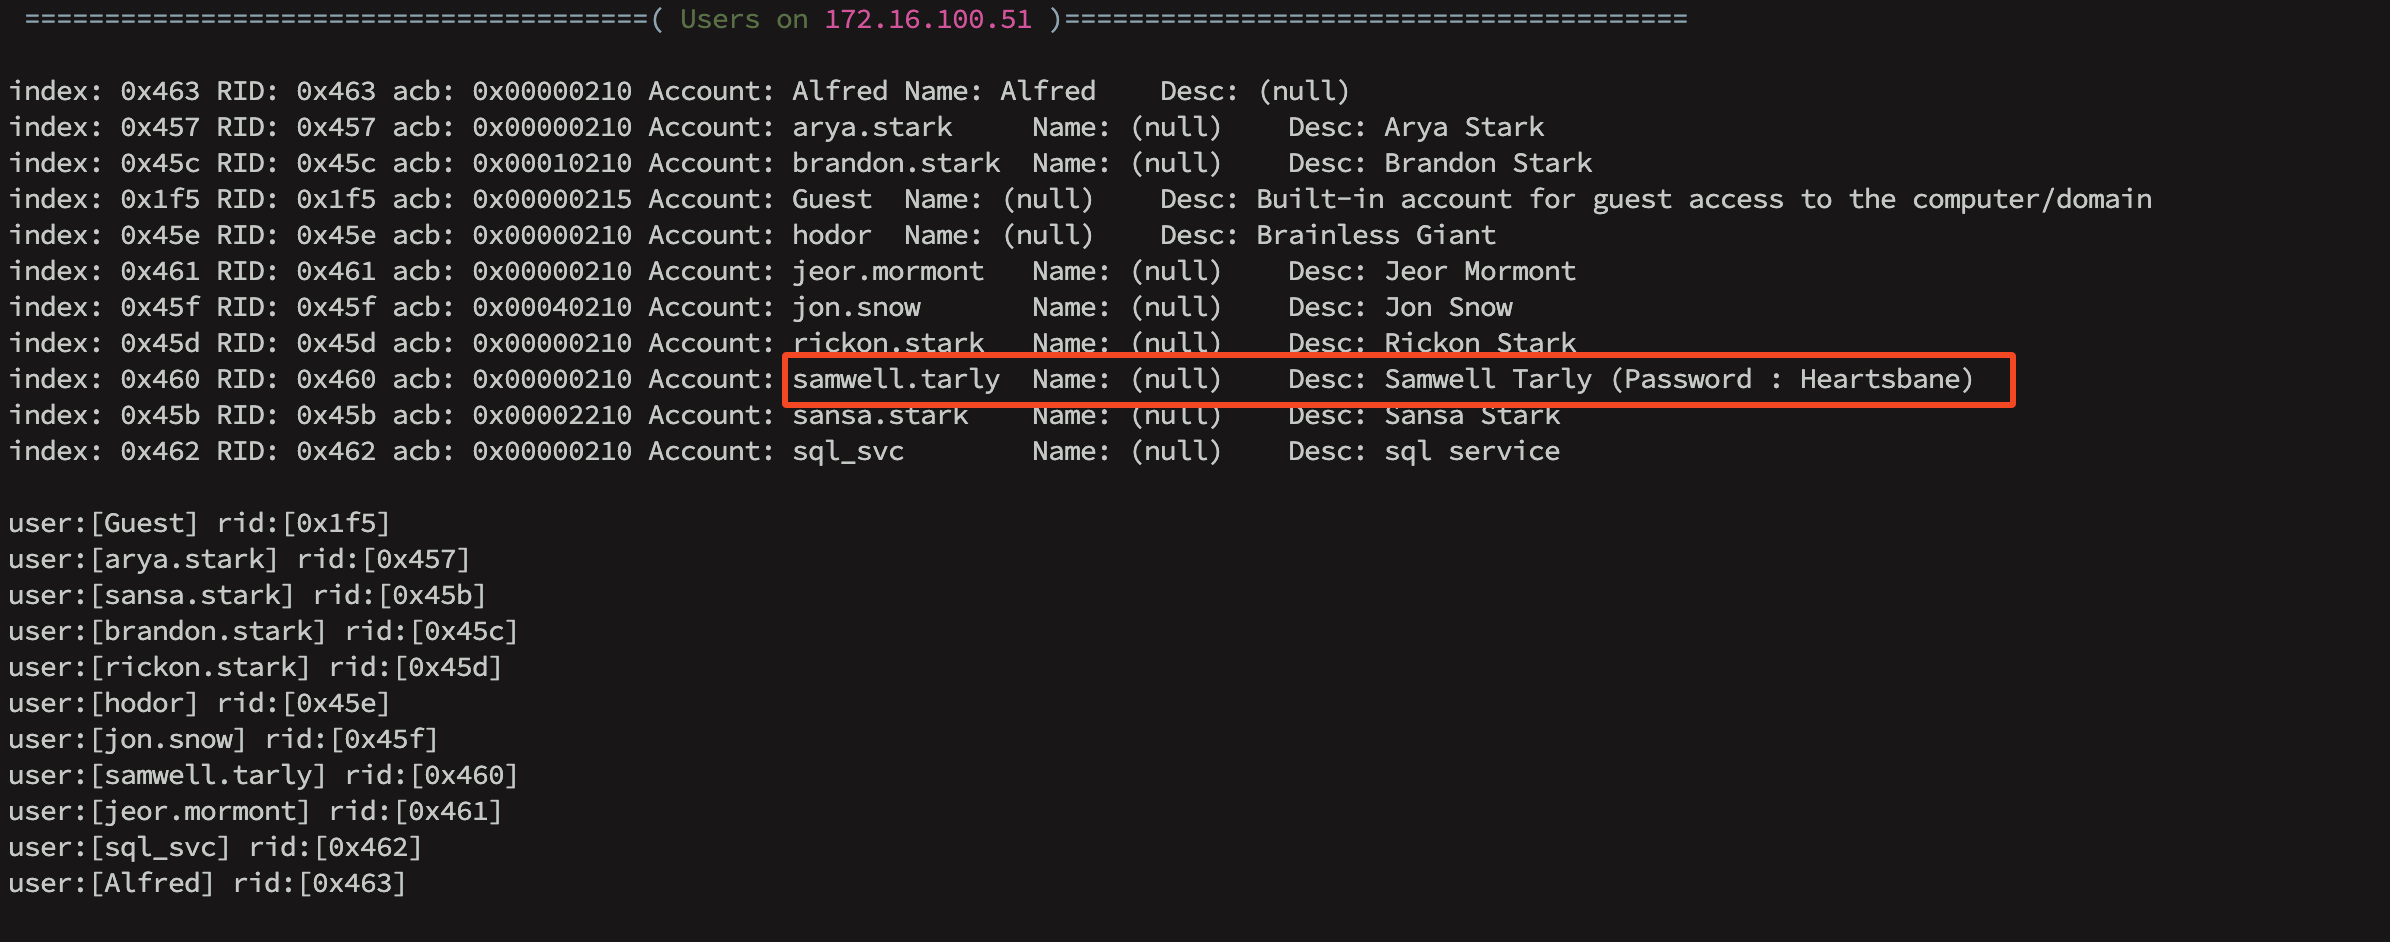 =======================================( Users on 172.16.100.51 )=======================================
index: 0x463 RID: 0x463 acb: 0x00000210 Account: Alfred Name: Alfred    Desc: (null)
index: 0x457 RID: 0x457 acb: 0x00000210 Account: arya.stark     Name: (null)    Desc: Arya Stark
index: 0x45c RID: 0x45c acb: 0x00010210 Account: brandon.stark  Name: (null)    Desc: Brandon Stark
index: 0x1f5 RID: 0x1f5 acb: 0x00000215 Account: Guest  Name: (null)    Desc: Built-in account for guest access to the computer/domain
index: 0x45e RID: 0x45e acb: 0x00000210 Account: hodor  Name: (null)    Desc: Brainless Giant
index: 0x461 RID: 0x461 acb: 0x00000210 Account: jeor.mormont   Name: (null)    Desc: Jeor Mormont
index: 0x45f RID: 0x45f acb: 0x00040210 Account: jon.snow       Name: (null)    Desc: Jon Snow
index: 0x45d RID: 0x45d acb: 0x00000210 Account: rickon.stark   Name: (null)    Desc: Rickon Stark
index: 0x460 RID: 0x460 acb: 0x00000210 Account: samwell.tarly  Name: (null)    Desc: Samwell Tarly (Password : Heartsbane)
index: 0x45b RID: 0x45b acb: 0x00002210 Account: sansa.stark    Name: (null)    Desc: Sansa Stark
index: 0x462 RID: 0x462 acb: 0x00000210 Account: sql_svc        Name: (null)    Desc: sql service
user:[Guest] rid:[0x1f5]
user:[arya.stark] rid:[0x457]
user:[sansa.stark] rid:[0x45b]
user:[brandon.stark] rid:[0x45c]
user:[rickon.stark] rid:[0x45d]
user:[hodor] rid:[0x45e]
user:[jon.snow] rid:[0x45f]
user:[samwell.tarly] rid:[0x460]
user:[jeor.mormont] rid:[0x461]
user:[sql_svc] rid:[0x462]
user:[Alfred] rid:[0x463]